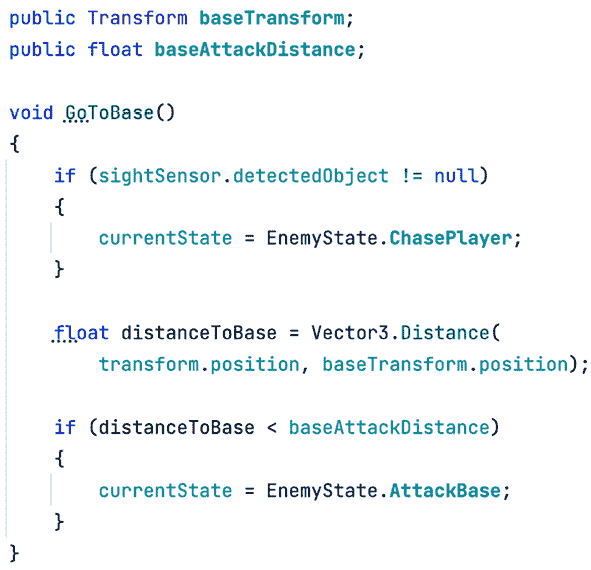 public Transform baseTransform;
public float baseAttackDistance;

void GoToBase()
{
    if (sightSensor.detectedObject != null)
    {
        currentState = EnemyState.ChasePlayer;
    }

    float distanceToBase = Vector3.Distance(
        transform.position, baseTransform.position);

    if (distanceToBase < baseAttackDistance)
    {
        currentState = EnemyState.AttackBase;
    }
}